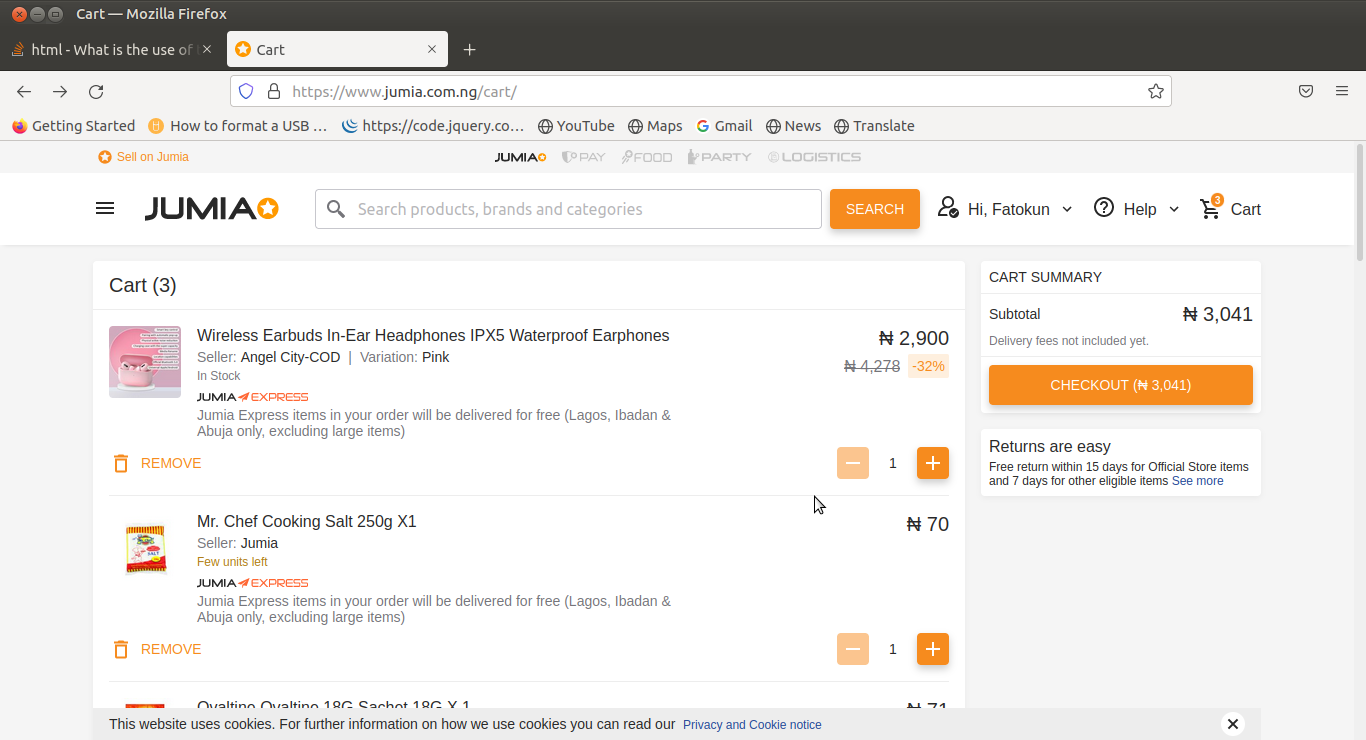 Cart — Mozilla Firefox
html - What is the use of
Cart
https://www.jumia.com.ng/cart/
Getting Started
How to format a USB …
https://code.jquery.co…
YouTube
Maps
Gmail
News
Translate
Sell on Jumia
JUMIA
PAY
FOOD
PARTY
LOGISTICS
JUMIA
Search products, brands and categories
SEARCH
Hi, Fatokun
Help
3
Cart
Cart (3)
Wireless Earbuds In-Ear Headphones IPX5 Waterproof Earphones
₦ 2,900
Seller: Angel City-COD | Variation: Pink
₦ 4,278 -32%
In Stock
JUMIA EXPRESS
Jumia Express items in your order will be delivered for free (Lagos, Ibadan &
Abuja only, excluding large items)
REMOVE
1
Mr. Chef Cooking Salt 250g X1
₦ 70
Seller: Jumia
Few units left
JUMIA EXPRESS
Jumia Express items in your order will be delivered for free (Lagos, Ibadan &
Abuja only, excluding large items)
REMOVE
1
Ovaltine Ovaltine 18G Sachet 18G X 1
₦ 71
CART SUMMARY
Subtotal
₦ 3,041
Delivery fees not included yet.
CHECKOUT (₦ 3,041)
Returns are easy
Free return within 15 days for Official Store items
and 7 days for other eligible items See more
This website uses cookies. For further information on how we use cookies you can read our Privacy and Cookie notice